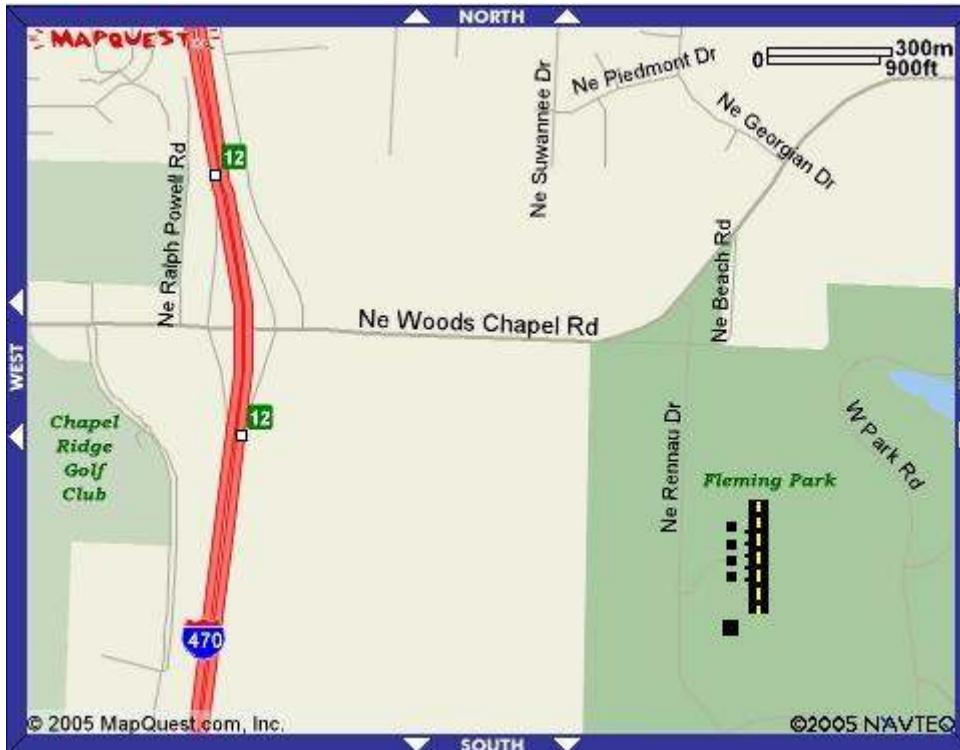 NORTH
MAPQUEST
0 300m
900ft
Ne Piedmont Dr
Ne Suwannee Dr
Ne Georgian Dr
12
Ne Ralph Powell Rd
Ne Beach Rd
Ne Woods Chapel Rd
WEST
12
Chapel
Ridge
Golf
Club
W Park Rd
Ne Rennau Dr
Fleming Park
470
© 2005 MapQuest.com, Inc.
©2005 NAVTEQ
SOUTH